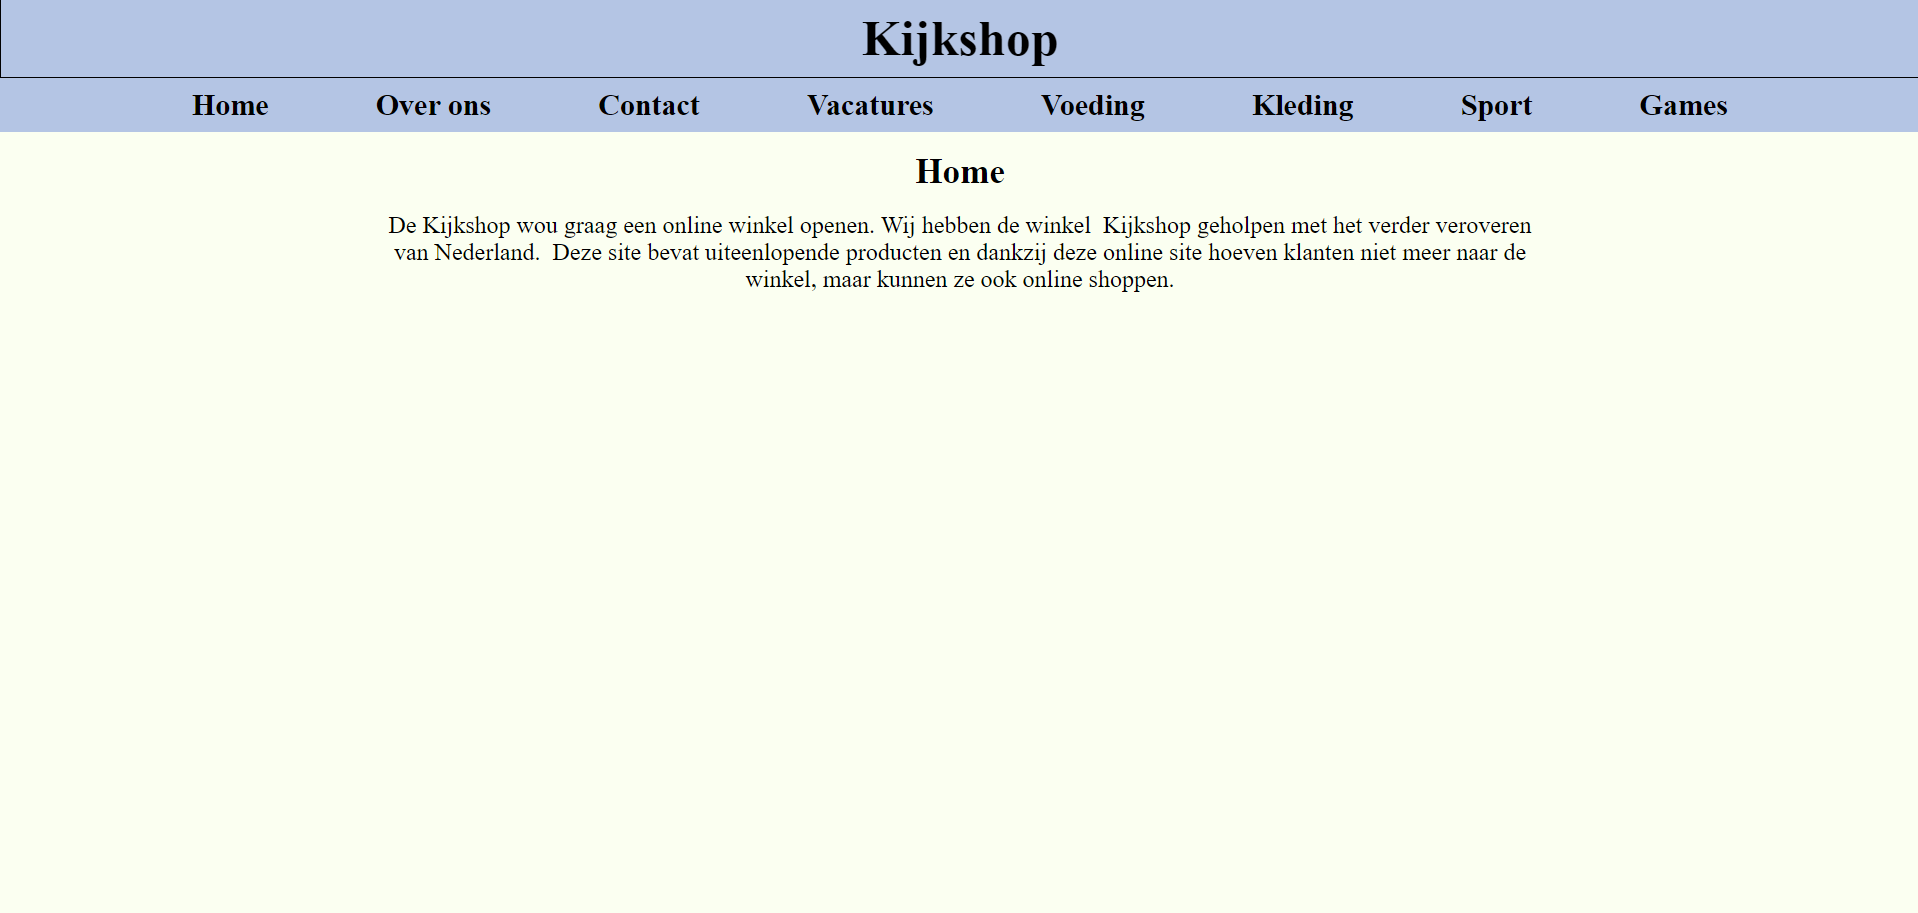 Kijkshop
Home Over ons Contact Vacatures Voeding Kleding Sport Games
Home
De Kijkshop wou graag een online winkel openen. Wij hebben de winkel  Kijkshop geholpen met het verder veroveren
van Nederland.  Deze site bevat uiteenlopende producten en dankzij deze online site hoeven klanten niet meer naar de
winkel, maar kunnen ze ook online shoppen.